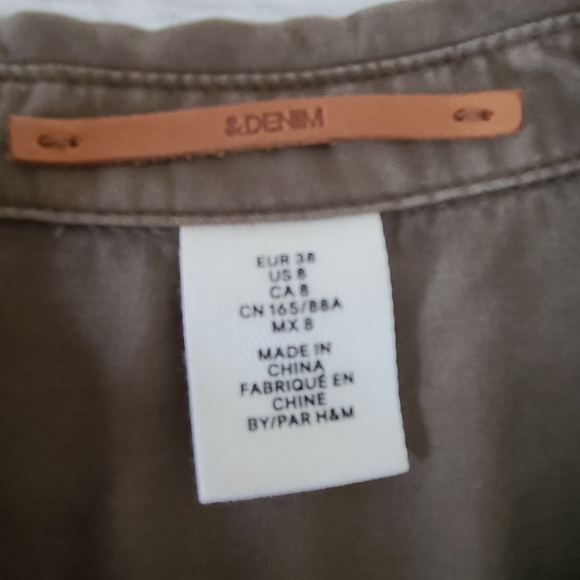 &DENIM
EUR 38
US 8
CA 8
CN 165/88A
MX 8
MADE IN
CHINA
FABRIQUÉ EN
CHINE
BY/PAR H&M